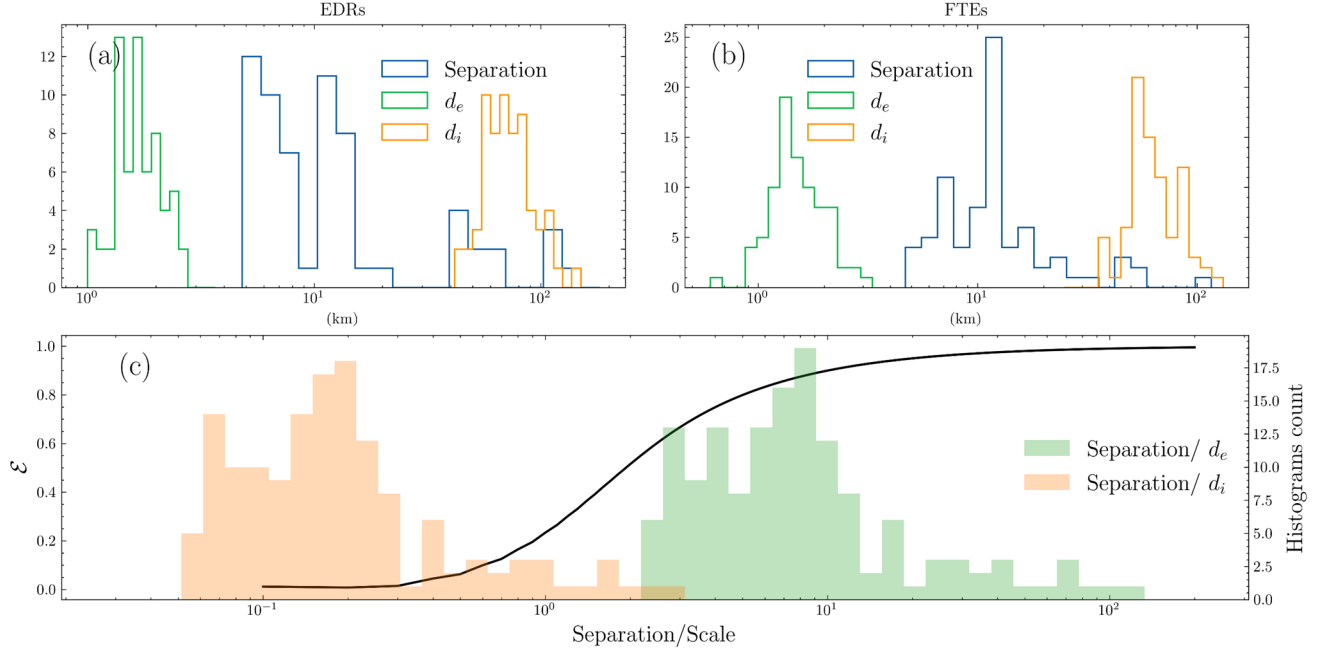 EDRs
FTEs
(a)
Separation
d_e
d_i
0
2
4
6
8
10
12
10^0
10^1
10^2
(km)
(b)
Separation
d_e
d_i
0
5
10
15
20
25
10^0
10^1
10^2
(km)
(c)
1.0
0.8
0.6
0.4
0.2
0.0
ℰ
Separation/ d_e
Separation/ d_i
17.5
15.0
12.5
10.0
7.5
5.0
2.5
0.0
Histograms count
10^−1
10^0
10^1
10^2
Separation/Scale